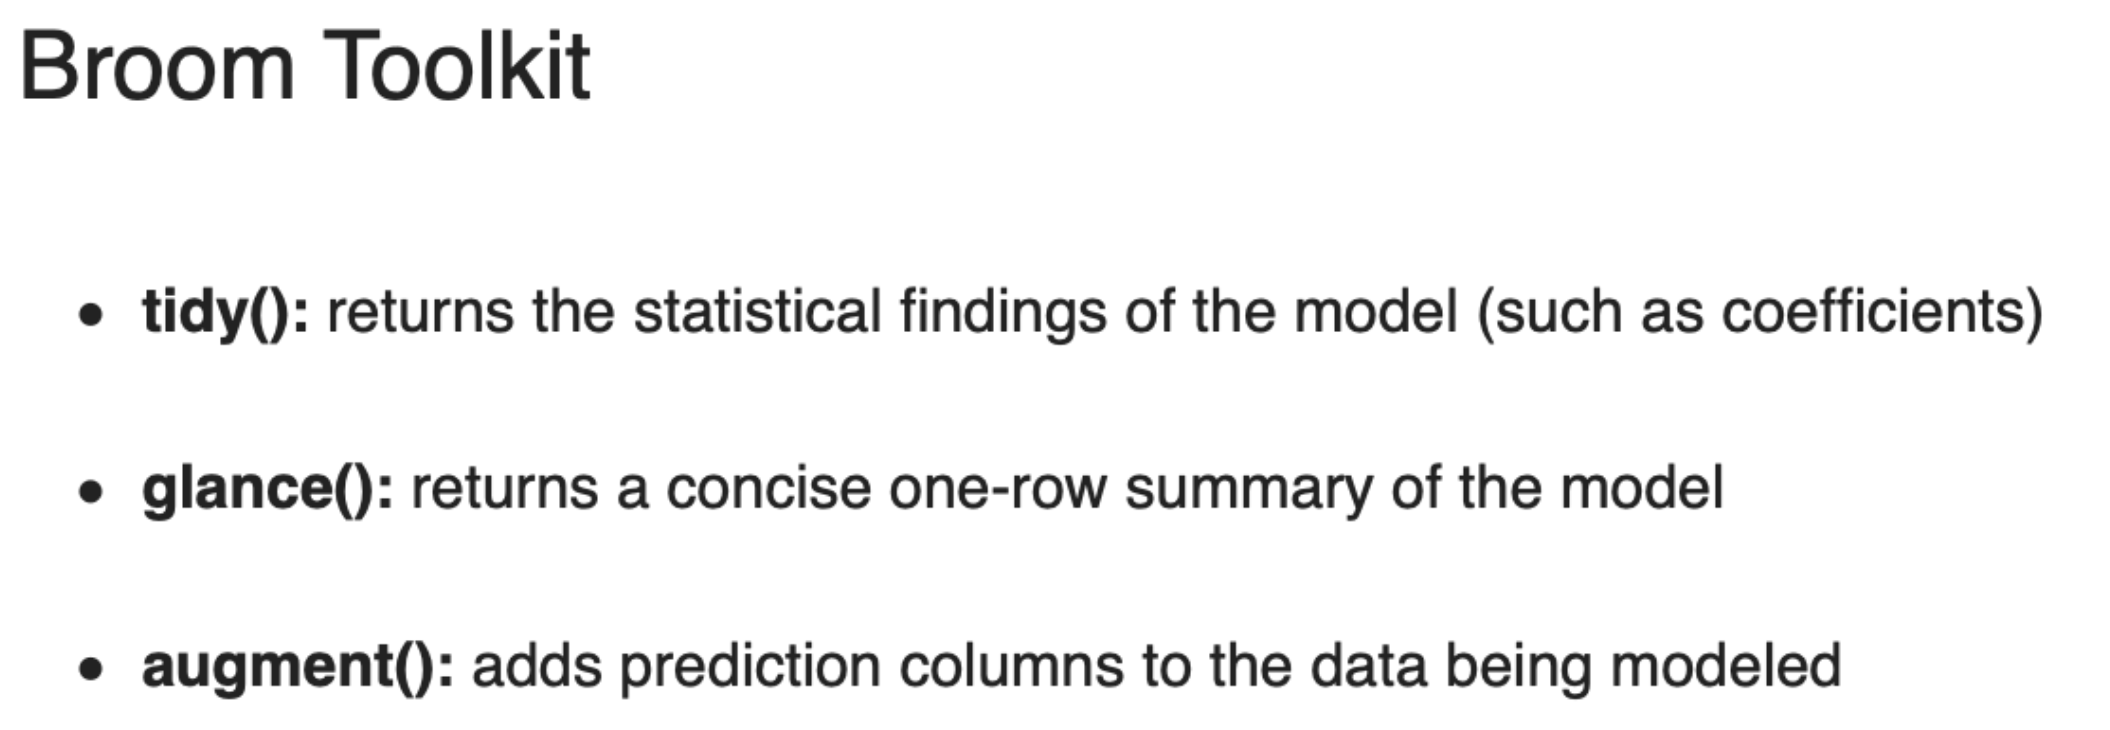 Broom Toolkit
• tidy(): returns the statistical findings of the model (such as coefficients)
• glance(): returns a concise one-row summary of the model
• augment(): adds prediction columns to the data being modeled